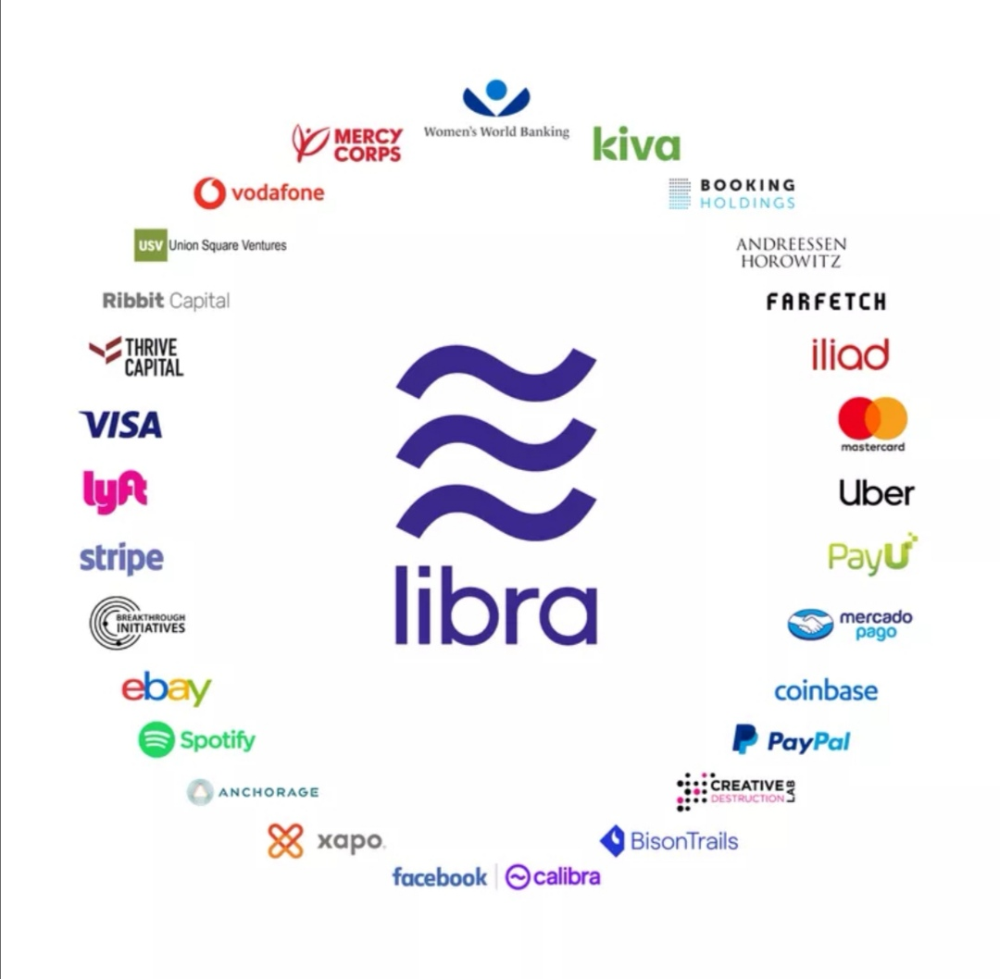 Women's World Banking
MERCY
CORPS
kiva
vodafone
BOOKING
HOLDINGS
USV Union Square Ventures
ANDREESSEN
HOROWITZ
Ribbit Capital
FARFETCH
THRIVE
CAPITAL
iliad
VISA
mastercard
lyft
Uber
stripe
PayU
BREAKTHROUGH
INITIATIVES
mercado
pago
libra
ebay
coinbase
Spotify
PayPal
ANCHORAGE
CREATIVE
DESTRUCTION
LAB
xapo
BisonTrails
facebook | calibra